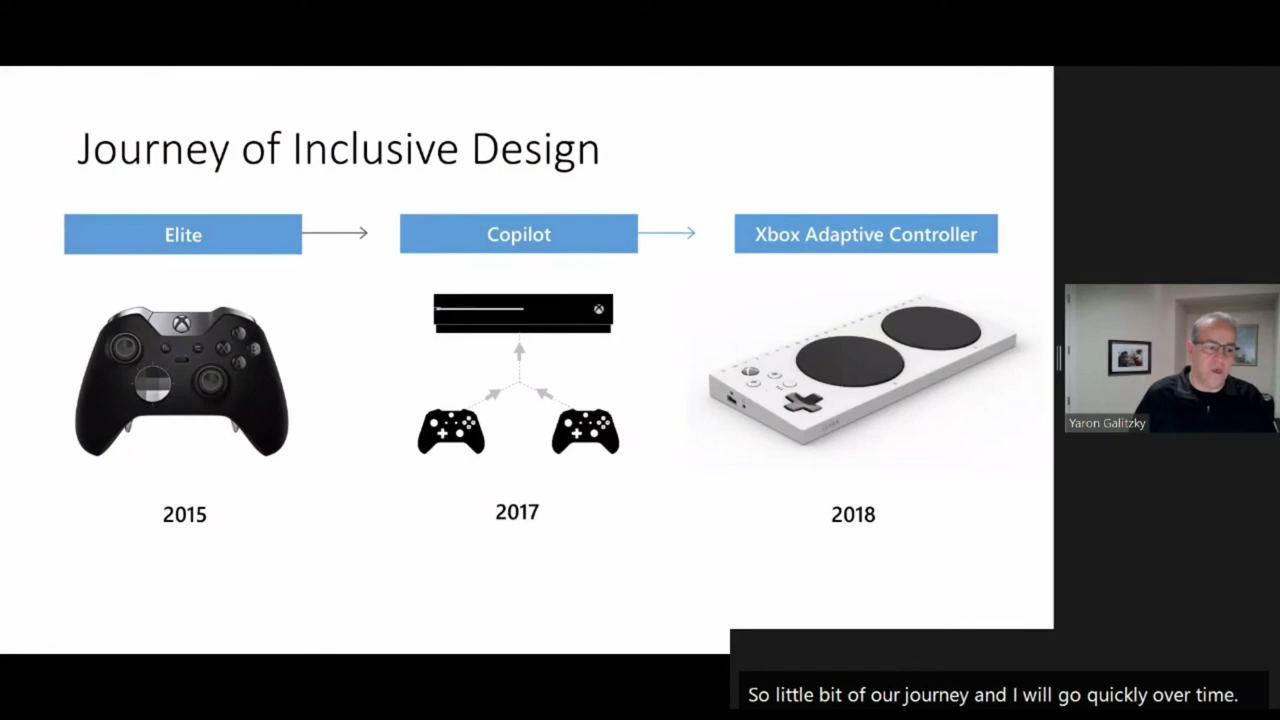 Journey of Inclusive Design
Elite
Copilot
Xbox Adaptive Controller
2015
2017
2018
Yaron Galitzky
So little bit of our journey and I will go quickly over time.